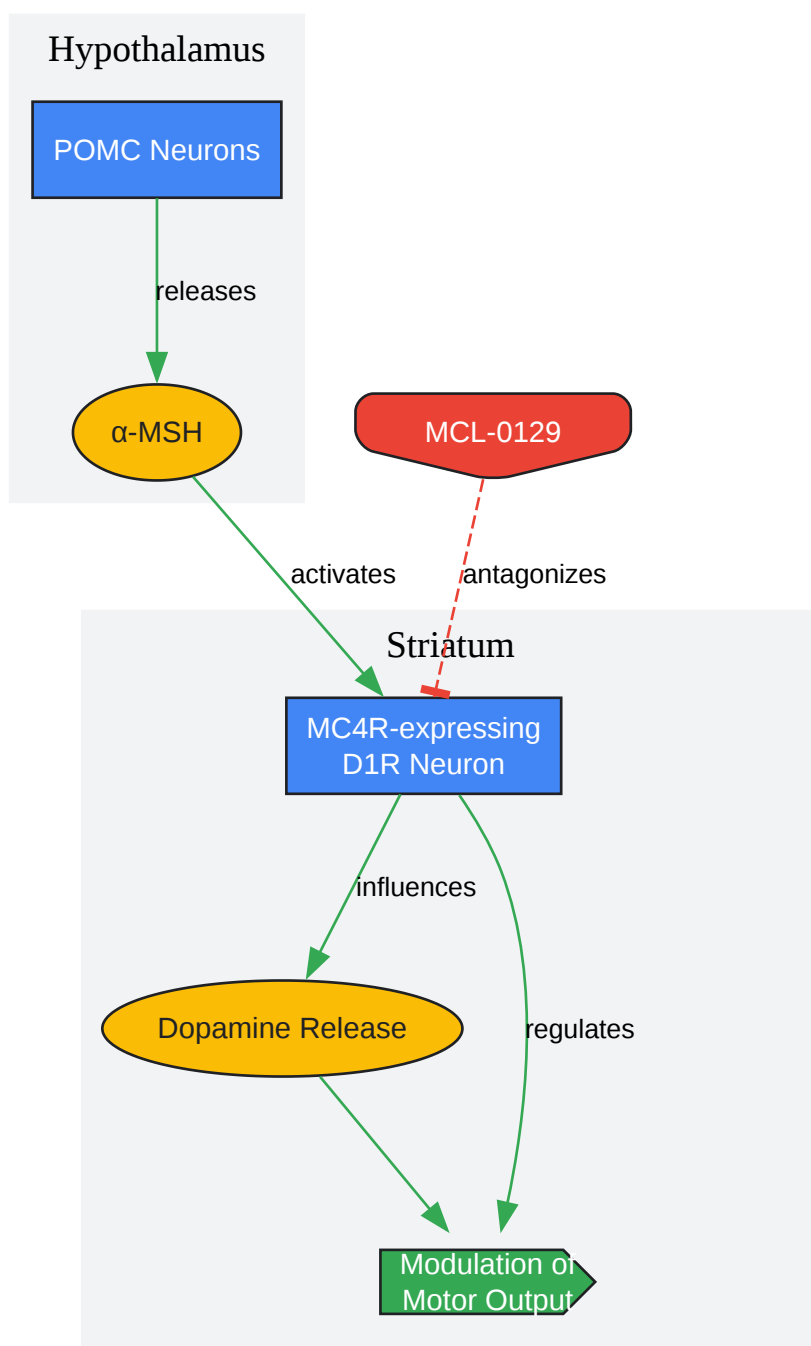 Hypothalamus
POMC Neurons
releases
α-MSH
MCL-0129
activates
antagonizes
Striatum
MC4R-expressing
D1R Neuron
influences
Dopamine Release
regulates
Modulation of
Motor Output